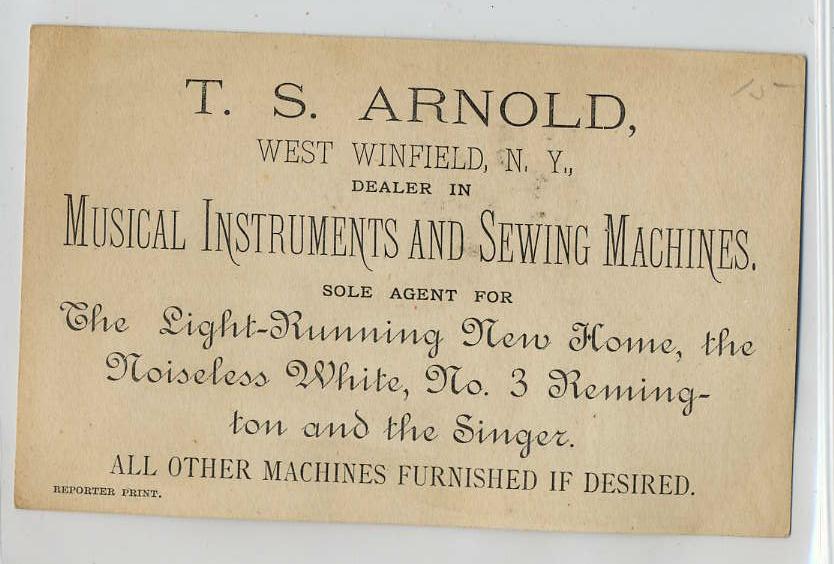 T. S. ARNOLD,
WEST WINFIELD, N. Y.,
DEALER IN
MUSICAL INSTRUMENTS AND SEWING MACHINES.
SOLE AGENT FOR
The Light-Running New Home, the
Noiseless White, No. 3 Reming-
ton and the Singer.
ALL OTHER MACHINES FURNISHED IF DESIRED.
REPORTER PRINT.